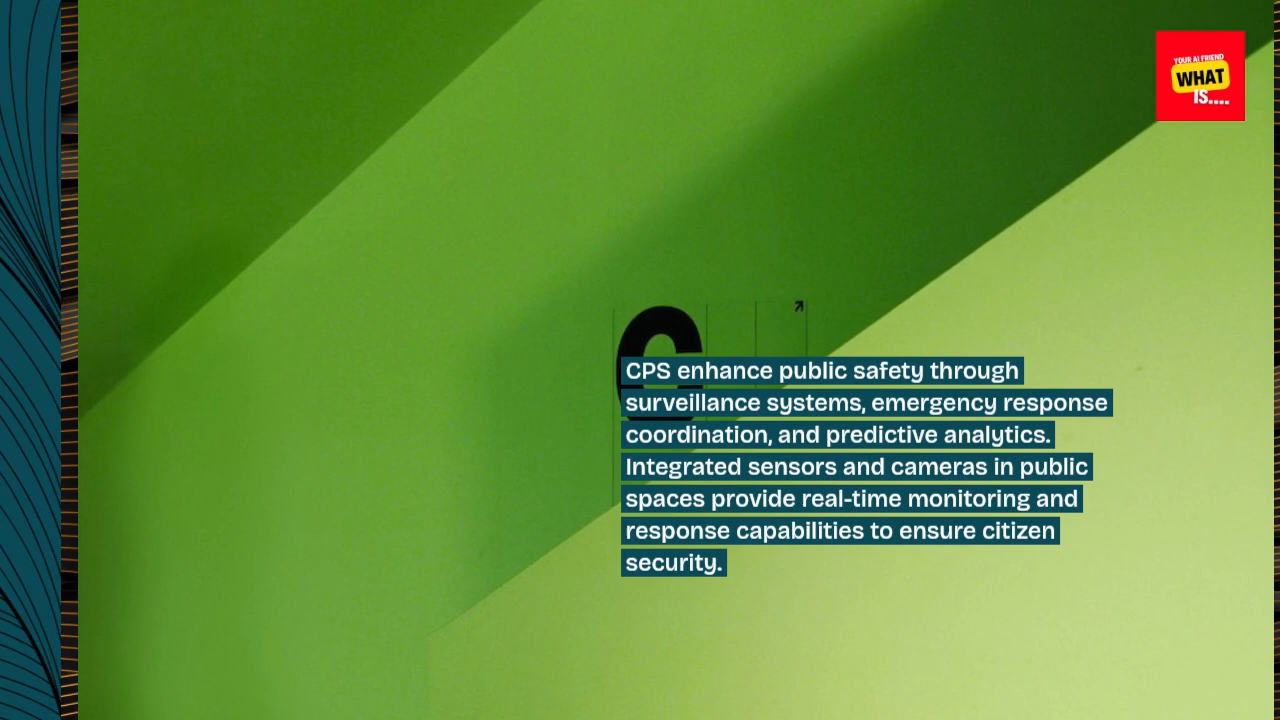 YOUR AI FRIEND
WHAT
IS....
C
CPS enhance public safety through
surveillance systems, emergency response
coordination, and predictive analytics.
Integrated sensors and cameras in public
spaces provide real-time monitoring and
response capabilities to ensure citizen
security.